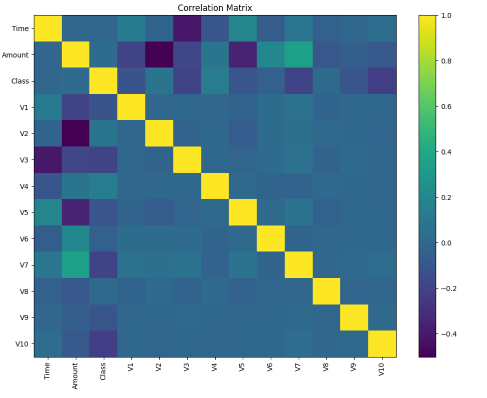 Correlation Matrix
Time
Amount
Class
V1
V2
V3
V4
V5
V6
V7
V8
V9
V10
Time
Amount
Class
V1
V2
V3
V4
V5
V6
V7
V8
V9
V10
1.0
0.8
0.6
0.4
0.2
0.0
−0.2
−0.4